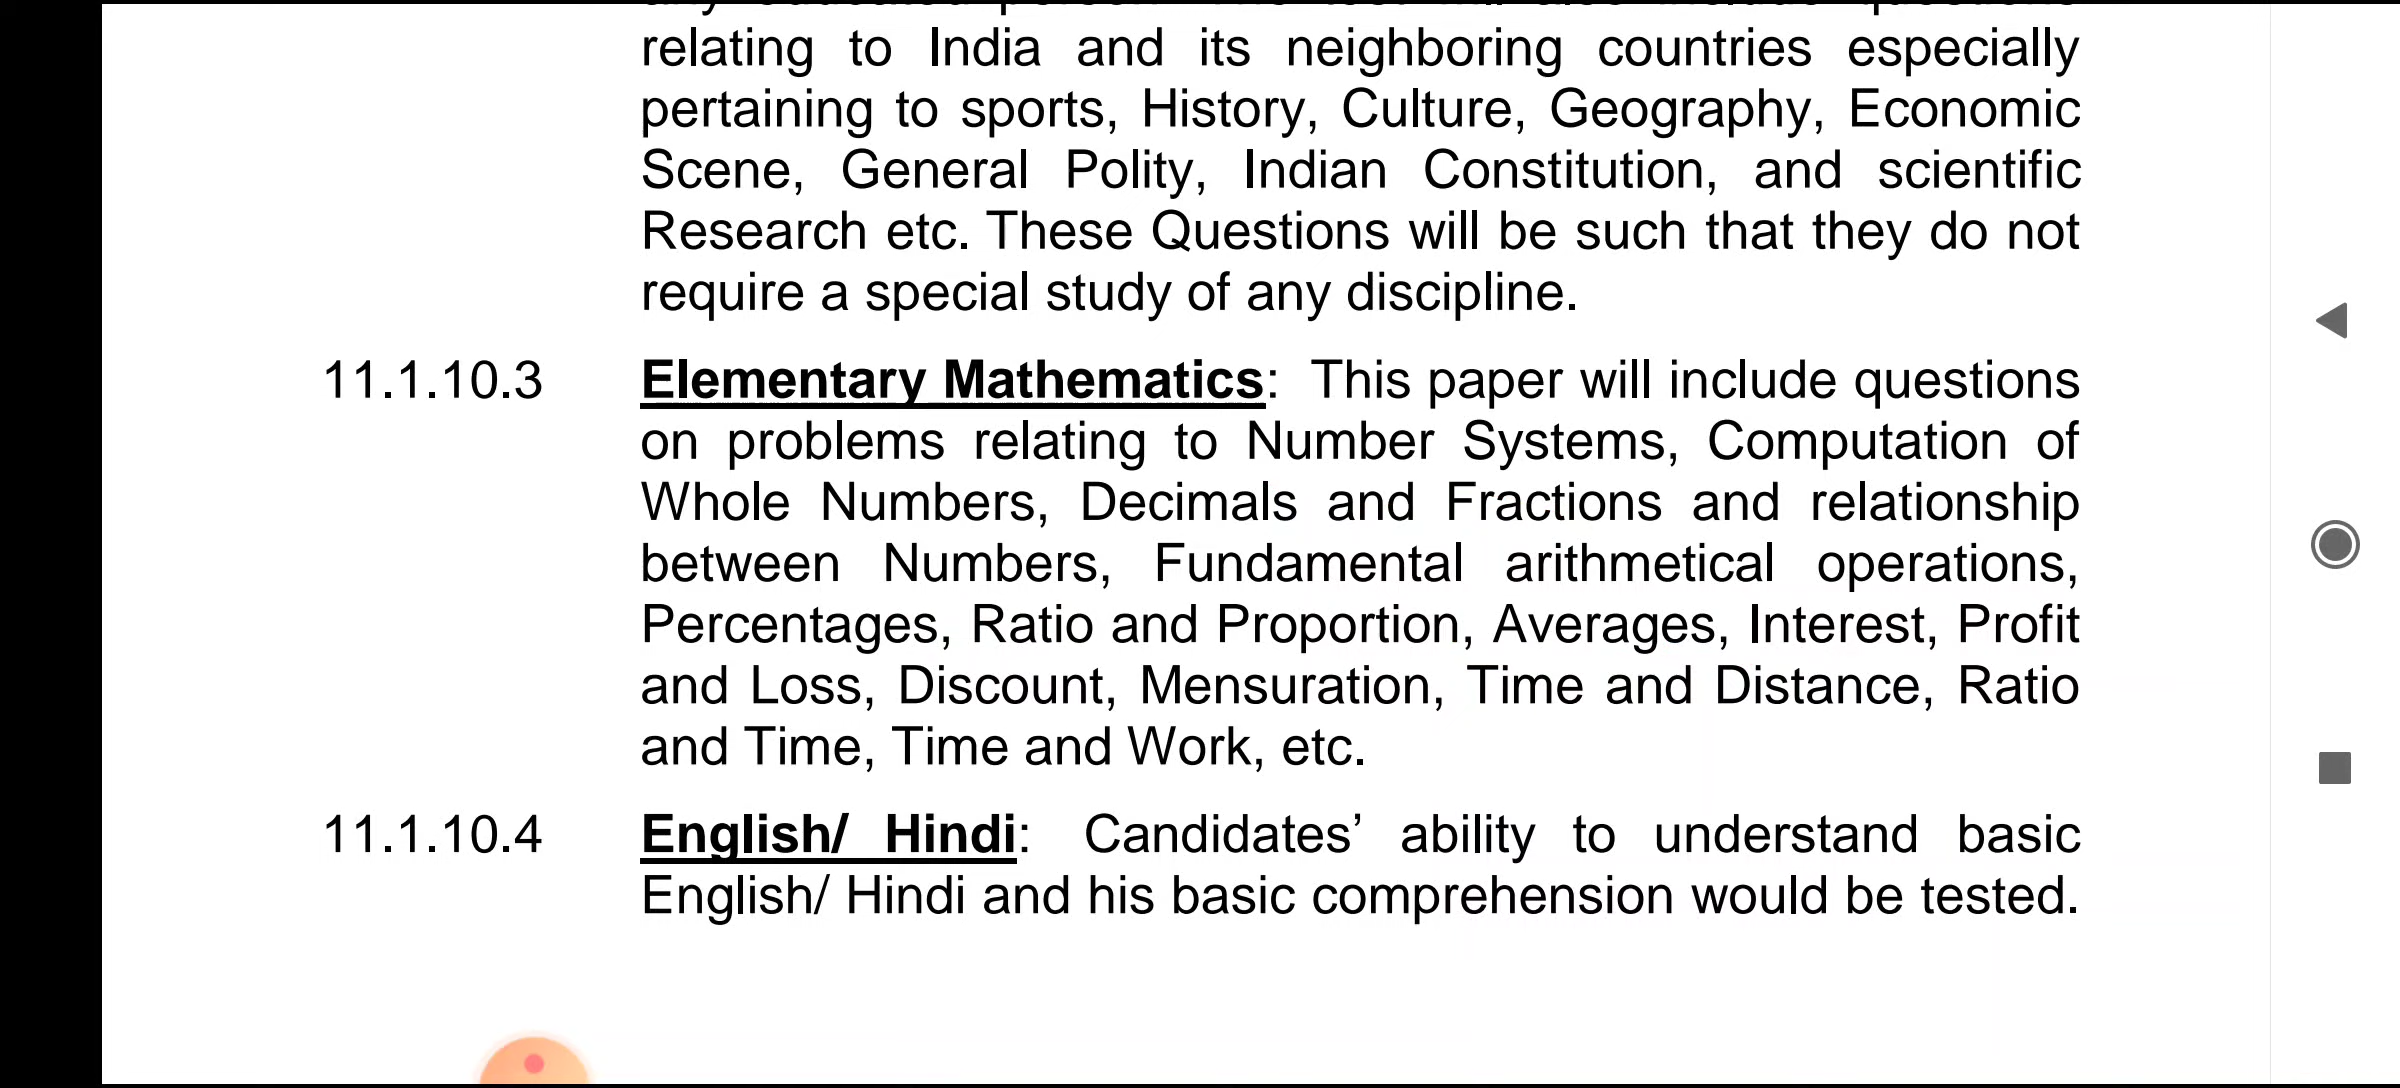 relating to India and its neighboring countries especially
pertaining to sports, History, Culture, Geography, Economic
Scene, General Polity, Indian Constitution, and scientific
Research etc. These Questions will be such that they do not
require a special study of any discipline.
11.1.10.3 Elementary Mathematics: This paper will include questions
on problems relating to Number Systems, Computation of
Whole Numbers, Decimals and Fractions and relationship
between Numbers, Fundamental arithmetical operations,
Percentages, Ratio and Proportion, Averages, Interest, Profit
and Loss, Discount, Mensuration, Time and Distance, Ratio
and Time, Time and Work, etc.
11.1.10.4 English/ Hindi: Candidates’ ability to understand basic
English/ Hindi and his basic comprehension would be tested.